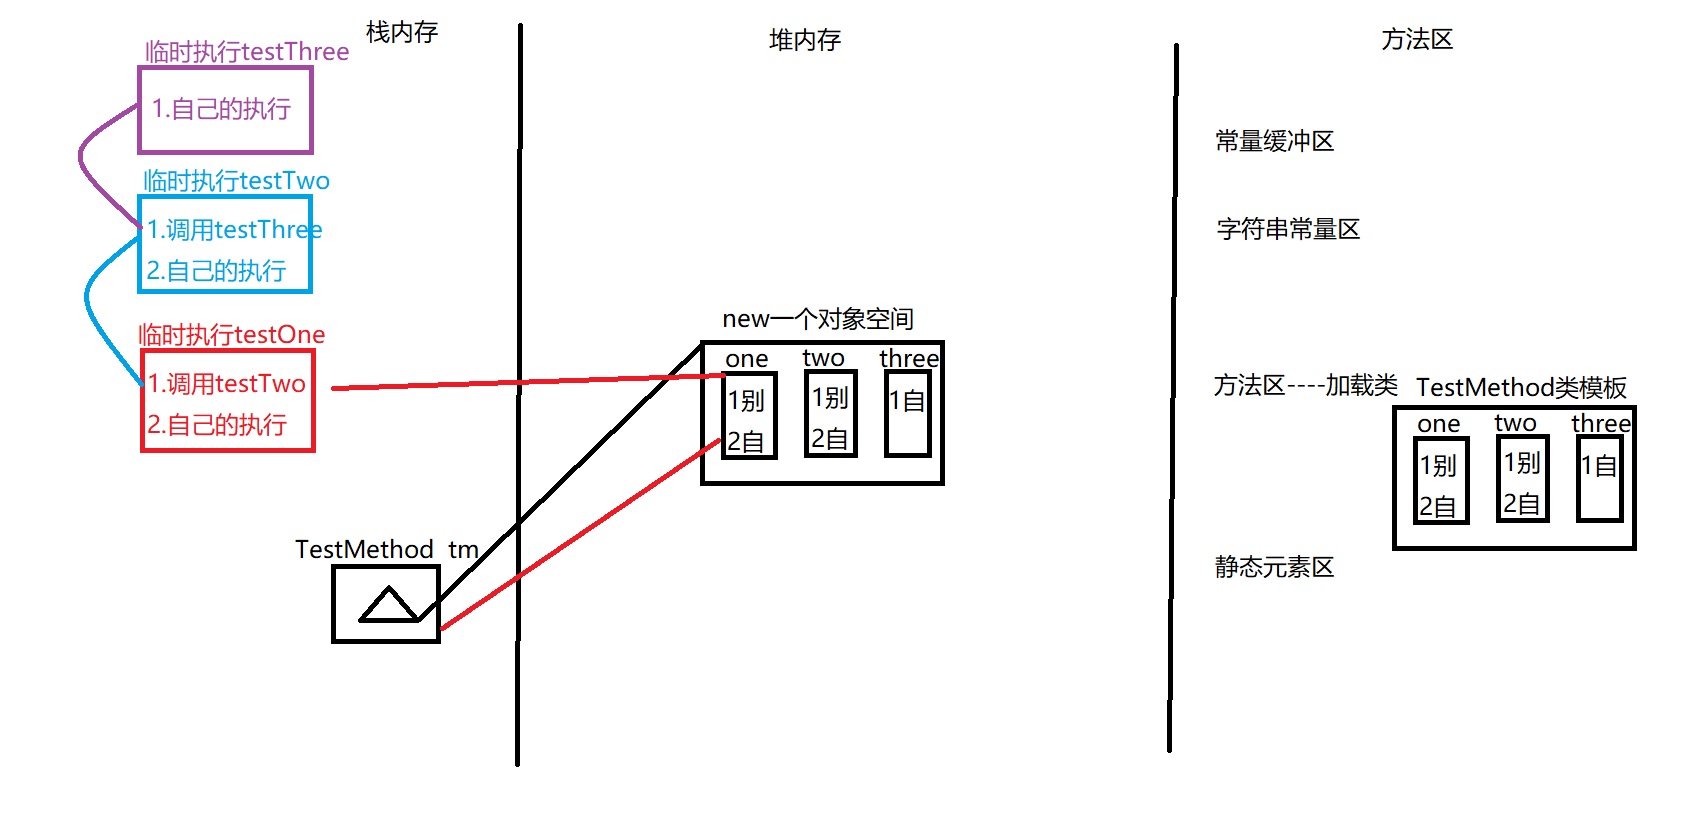 栈内存
临时执行testThree
1.自己的执行
临时执行testTwo
1.调用testThree
2.自己的执行
临时执行testOne
1.调用testTwo
2.自己的执行
TestMethod tm
堆内存
new一个对象空间
one two three
1别 1别 1自
2自 2自
方法区
常量缓冲区
字符串常量区
方法区----加载类 TestMethod类模板
one two three
1别 1别 1自
2自 2自
静态元素区